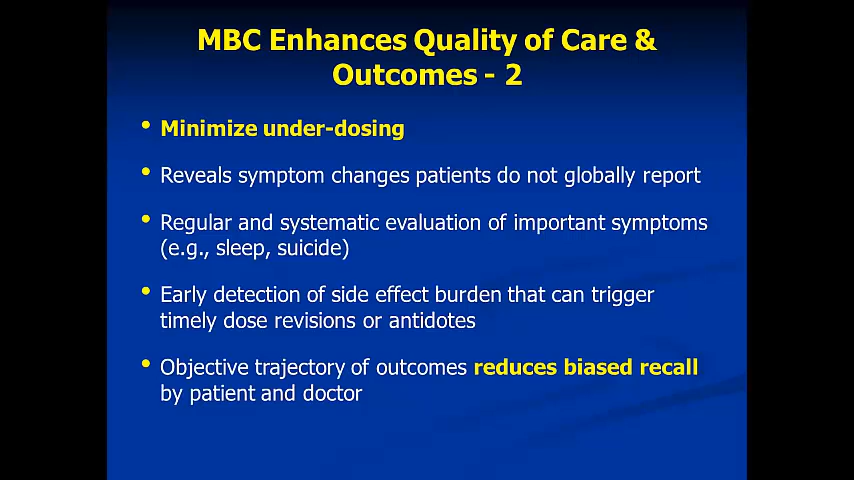 MBC Enhances Quality of Care &
Outcomes - 2
• Minimize under-dosing
• Reveals symptom changes patients do not globally report
• Regular and systematic evaluation of important symptoms
(e.g., sleep, suicide)
• Early detection of side effect burden that can trigger
timely dose revisions or antidotes
• Objective trajectory of outcomes reduces biased recall
by patient and doctor